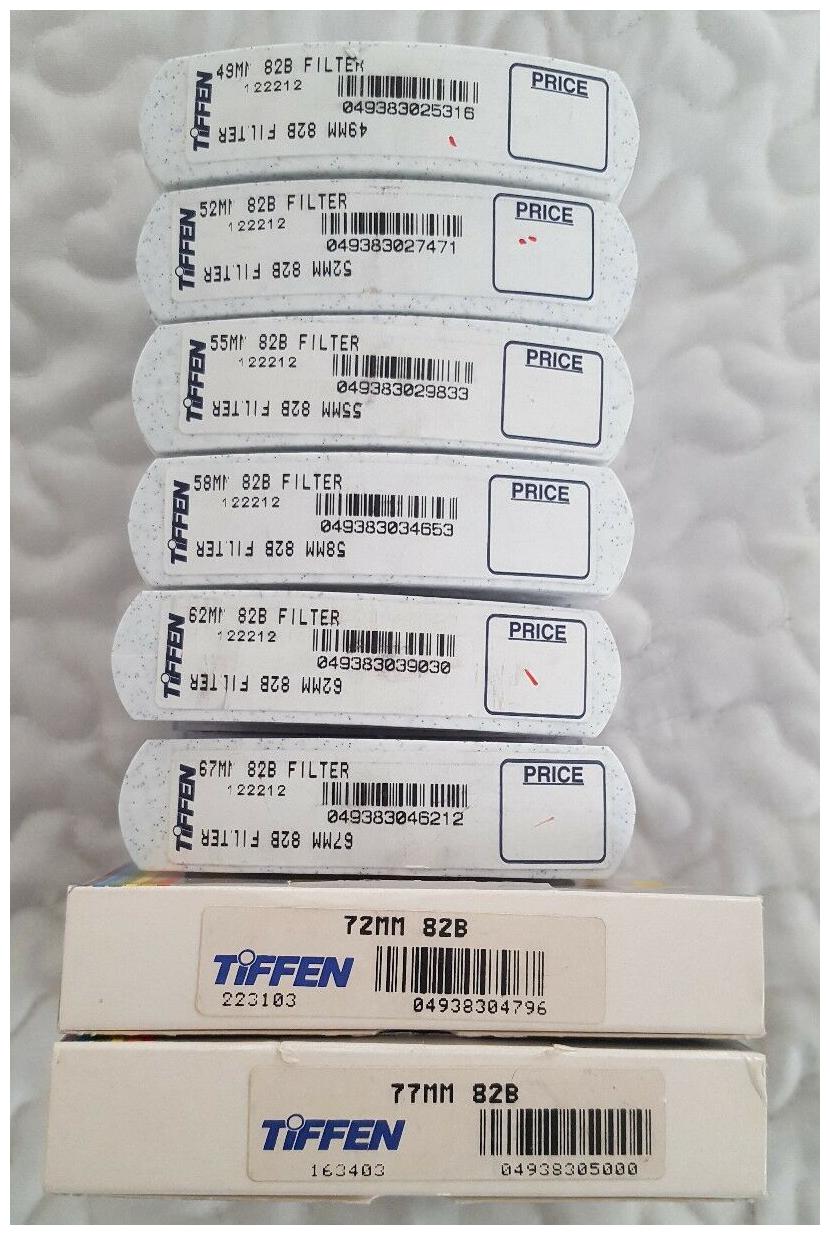 49MM 82B FILTER
122212
TIFFEN
049383025316
49MM 82B FILTER
PRICE
52MM 82B FILTER
122212
TIFFEN
049383027471
52MM 82B FILTER
PRICE
55MM 82B FILTER
122212
TIFFEN
049383029833
55MM 82B FILTER
PRICE
58MM 82B FILTER
122212
TIFFEN
049383034653
58MM 82B FILTER
PRICE
62MM 82B FILTER
122212
TIFFEN
049383039030
62MM 82B FILTER
PRICE
67MM 82B FILTER
122212
TIFFEN
049383046212
67MM 82B FILTER
PRICE
72MM 82B
TIFFEN
223103
04938304796
77MM 82B
TIFFEN
163403
04938305000